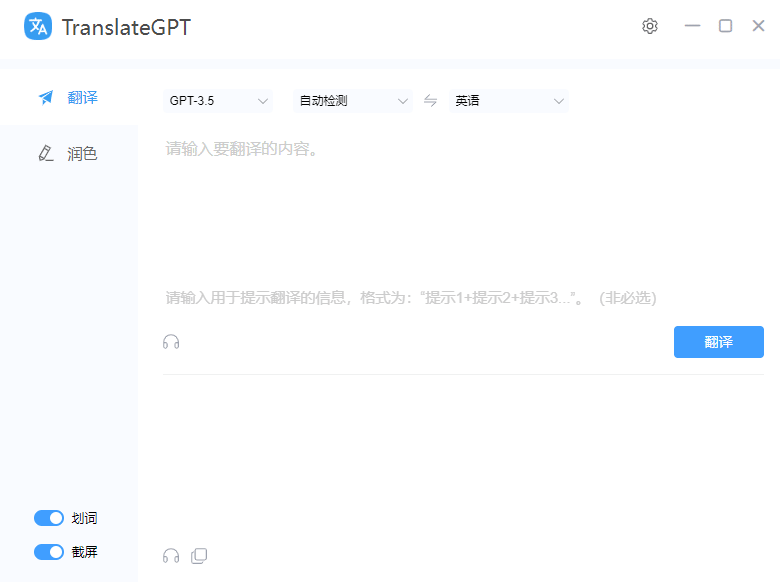 TranslateGPT
翻译
润色
GPT-3.5 自动检测 英语
请输入要翻译的内容。
请输入用于提示翻译的信息，格式为："提示1+提示2+提示3..."。（非必选）
翻译
划词
截屏